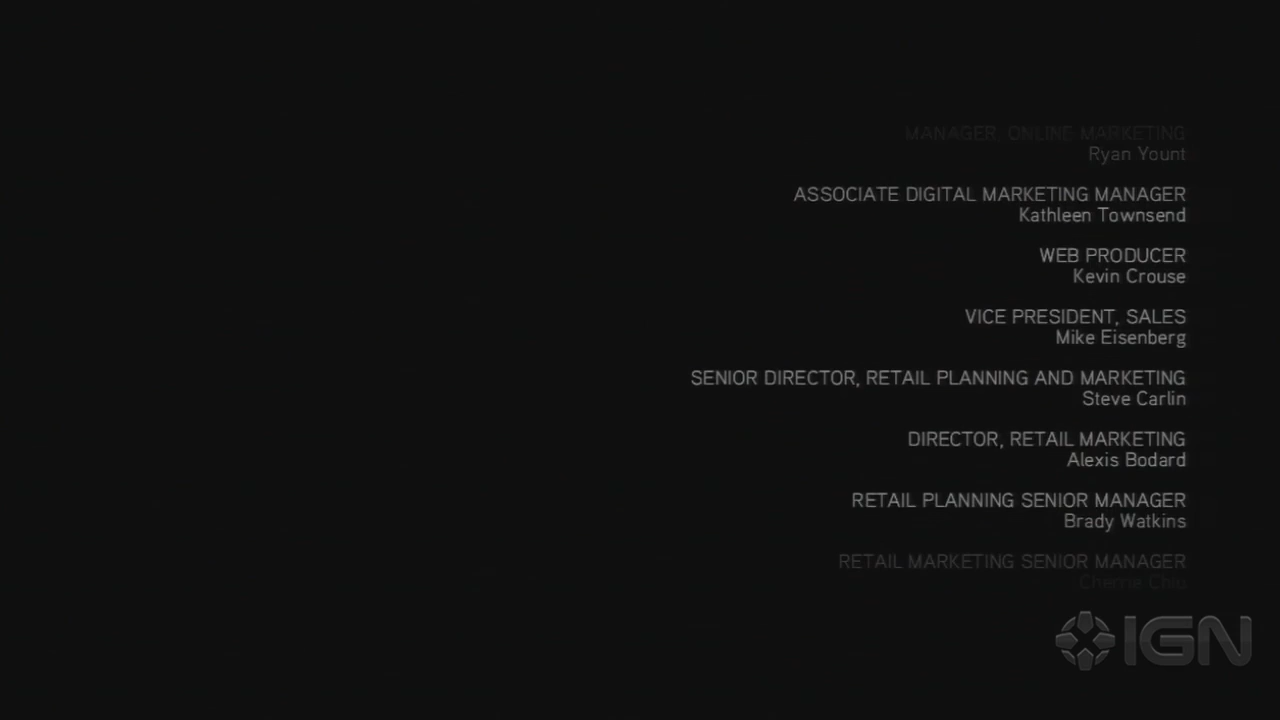 MANAGER, ONLINE MARKETING
Ryan Yount
ASSOCIATE DIGITAL MARKETING MANAGER
Kathleen Townsend
WEB PRODUCER
Kevin Crouse
VICE PRESIDENT, SALES
Mike Eisenberg
SENIOR DIRECTOR, RETAIL PLANNING AND MARKETING
Steve Carlin
DIRECTOR, RETAIL MARKETING
Alexis Bodard
RETAIL PLANNING SENIOR MANAGER
Brady Watkins
RETAIL MARKETING SENIOR MANAGER
IGN